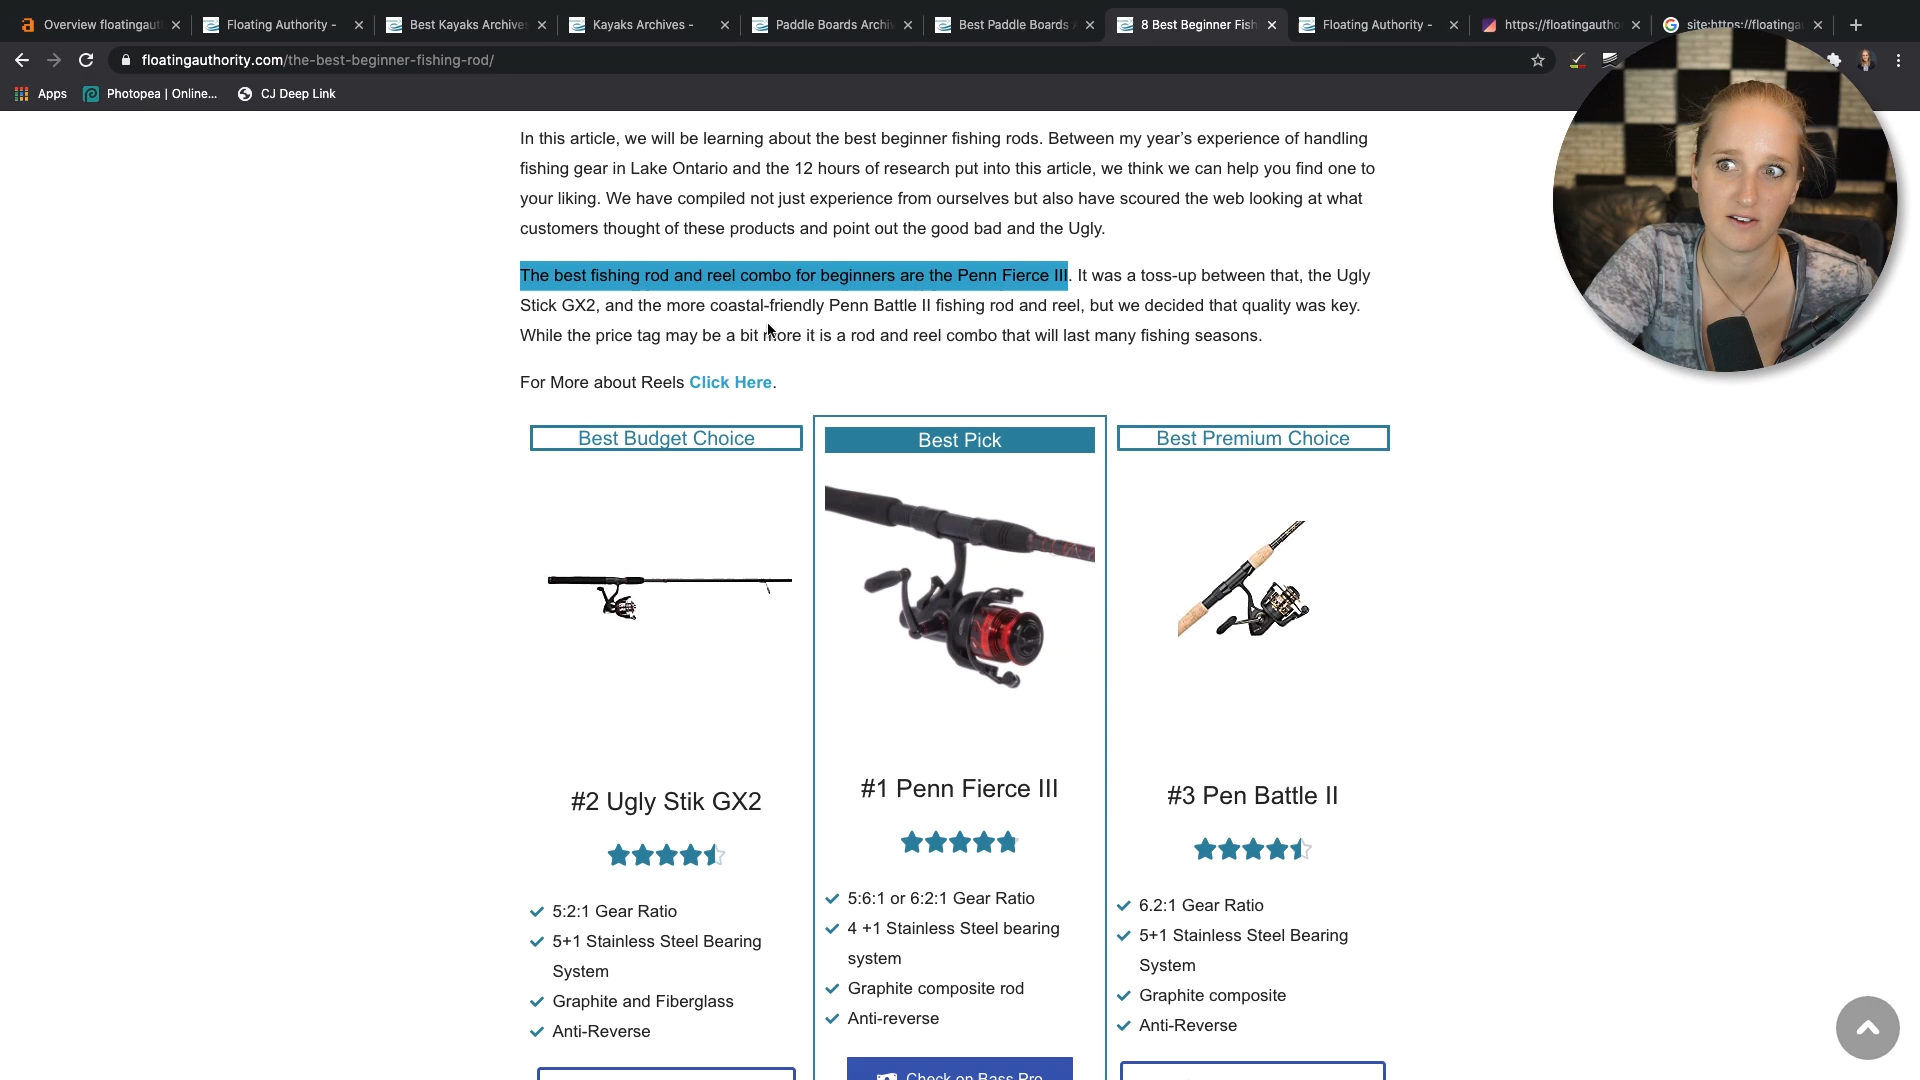 Overview floatingaut
Floating Authority -
Best Kayaks Archive
Kayaks Archives -
Paddle Boards Archi
Best Paddle Boards
8 Best Beginner Fish
Floating Authority -
https://floatingautho
site:https://floatinga
floatingauthority.com/the-best-beginner-fishing-rod/
Apps
Photopea | Online...
CJ Deep Link
In this article, we will be learning about the best beginner fishing rods. Between my year's experience of handling
fishing gear in Lake Ontario and the 12 hours of research put into this article, we think we can help you find one to
your liking. We have compiled not just experience from ourselves but also have scoured the web looking at what
customers thought of these products and point out the good bad and the Ugly.
The best fishing rod and reel combo for beginners are the Penn Fierce III. It was a toss-up between that, the Ugly
Stick GX2, and the more coastal-friendly Penn Battle II fishing rod and reel, but we decided that quality was key.
While the price tag may be a bit more it is a rod and reel combo that will last many fishing seasons.
For More about Reels Click Here.
Best Budget Choice
#2 Ugly Stik GX2
5:2:1 Gear Ratio
5+1 Stainless Steel Bearing
System
Graphite and Fiberglass
Anti-Reverse
Best Pick
#1 Penn Fierce III
5:6:1 or 6:2:1 Gear Ratio
4 +1 Stainless Steel bearing
system
Graphite composite rod
Anti-reverse
Check on Bass Pro
Best Premium Choice
#3 Pen Battle II
6.2:1 Gear Ratio
5+1 Stainless Steel Bearing
System
Graphite composite
Anti-Reverse